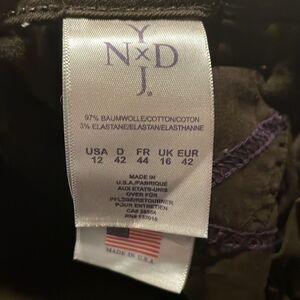 Y
N×D
J®
97% BAUMWOLLE/COTTON/COTON
3% ELASTANE/ELASTAN/ELASTHANNE
USA D FR UK EUR
12 42 44 16 42
MADE IN
U.S.A./FABRIQUE
AUX ETATS-UNIS
OVER FOR
PFLEGE/RETOURNER
POUR ENTRETIEN
MADE IN U.S.A.